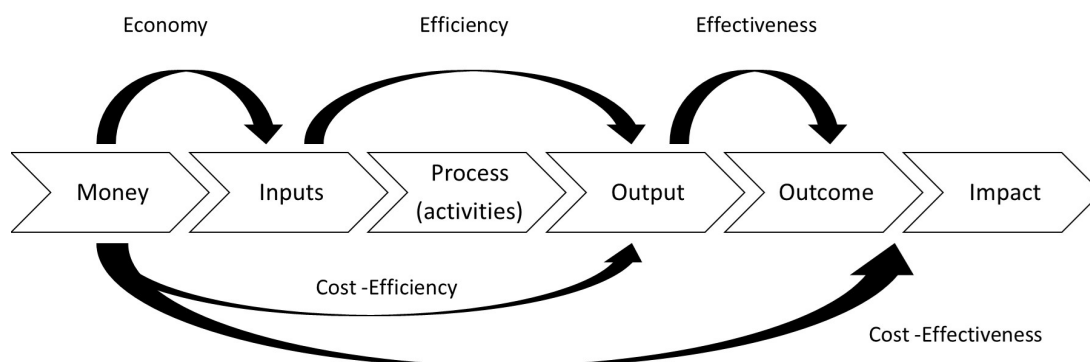 Economy
Efficiency
Effectiveness
Money
Inputs
Process
(activities)
Output
Outcome
Impact
Cost -Efficiency
Cost -Effectiveness